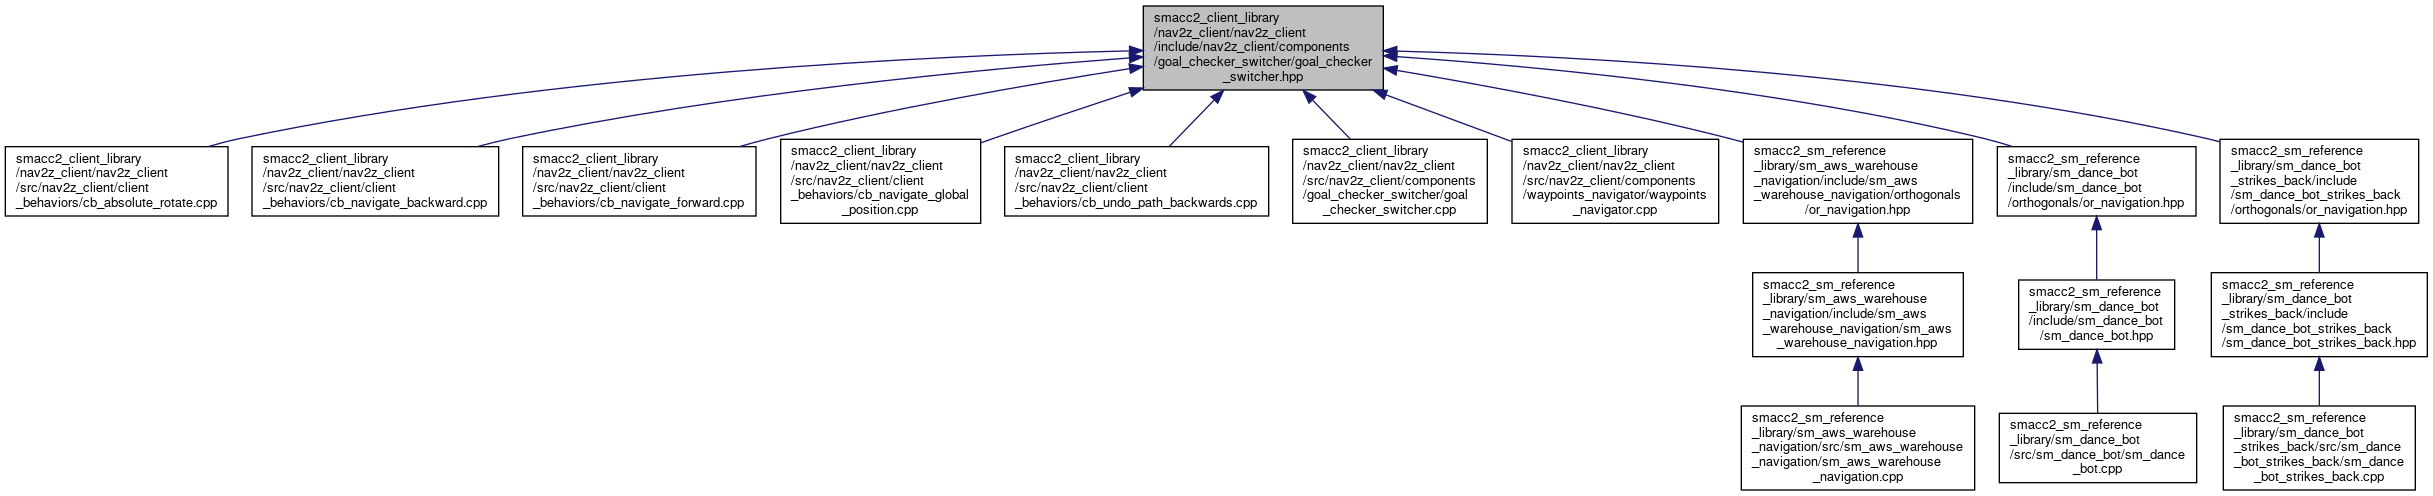 smacc2_client_library
/nav2z_client/nav2z_client
/include/nav2z_client/components
/goal_checker_switcher/goal_checker
_switcher.hpp
smacc2_client_library
/nav2z_client/nav2z_client
/src/nav2z_client/client
_behaviors/cb_absolute_rotate.cpp
smacc2_client_library
/nav2z_client/nav2z_client
/src/nav2z_client/client
_behaviors/cb_navigate_backward.cpp
smacc2_client_library
/nav2z_client/nav2z_client
/src/nav2z_client/client
_behaviors/cb_navigate_forward.cpp
smacc2_client_library
/nav2z_client/nav2z_client
/src/nav2z_client/client
_behaviors/cb_navigate_global
_position.cpp
smacc2_client_library
/nav2z_client/nav2z_client
/src/nav2z_client/client
_behaviors/cb_undo_path_backwards.cpp
smacc2_client_library
/nav2z_client/nav2z_client
/src/nav2z_client/components
/goal_checker_switcher/goal
_checker_switcher.cpp
smacc2_client_library
/nav2z_client/nav2z_client
/src/nav2z_client/components
/waypoints_navigator/waypoints
_navigator.cpp
smacc2_sm_reference
_library/sm_aws_warehouse
_navigation/include/sm_aws
_warehouse_navigation/orthogonals
/or_navigation.hpp
smacc2_sm_reference
_library/sm_dance_bot
/include/sm_dance_bot
/orthogonals/or_navigation.hpp
smacc2_sm_reference
_library/sm_dance_bot
_strikes_back/include
/sm_dance_bot_strikes_back
/orthogonals/or_navigation.hpp
smacc2_sm_reference
_library/sm_aws_warehouse
_navigation/include/sm_aws
_warehouse_navigation/sm_aws
_warehouse_navigation.hpp
smacc2_sm_reference
_library/sm_dance_bot
/include/sm_dance_bot
/sm_dance_bot.hpp
smacc2_sm_reference
_library/sm_dance_bot
_strikes_back/include
/sm_dance_bot_strikes_back
/sm_dance_bot_strikes_back.hpp
smacc2_sm_reference
_library/sm_aws_warehouse
_navigation/src/sm_aws_warehouse
_navigation/sm_aws_warehouse
_navigation.cpp
smacc2_sm_reference
_library/sm_dance_bot
/src/sm_dance_bot/sm_dance
_bot.cpp
smacc2_sm_reference
_library/sm_dance_bot
_strikes_back/src/sm_dance
_bot_strikes_back/sm_dance
_bot_strikes_back.cpp